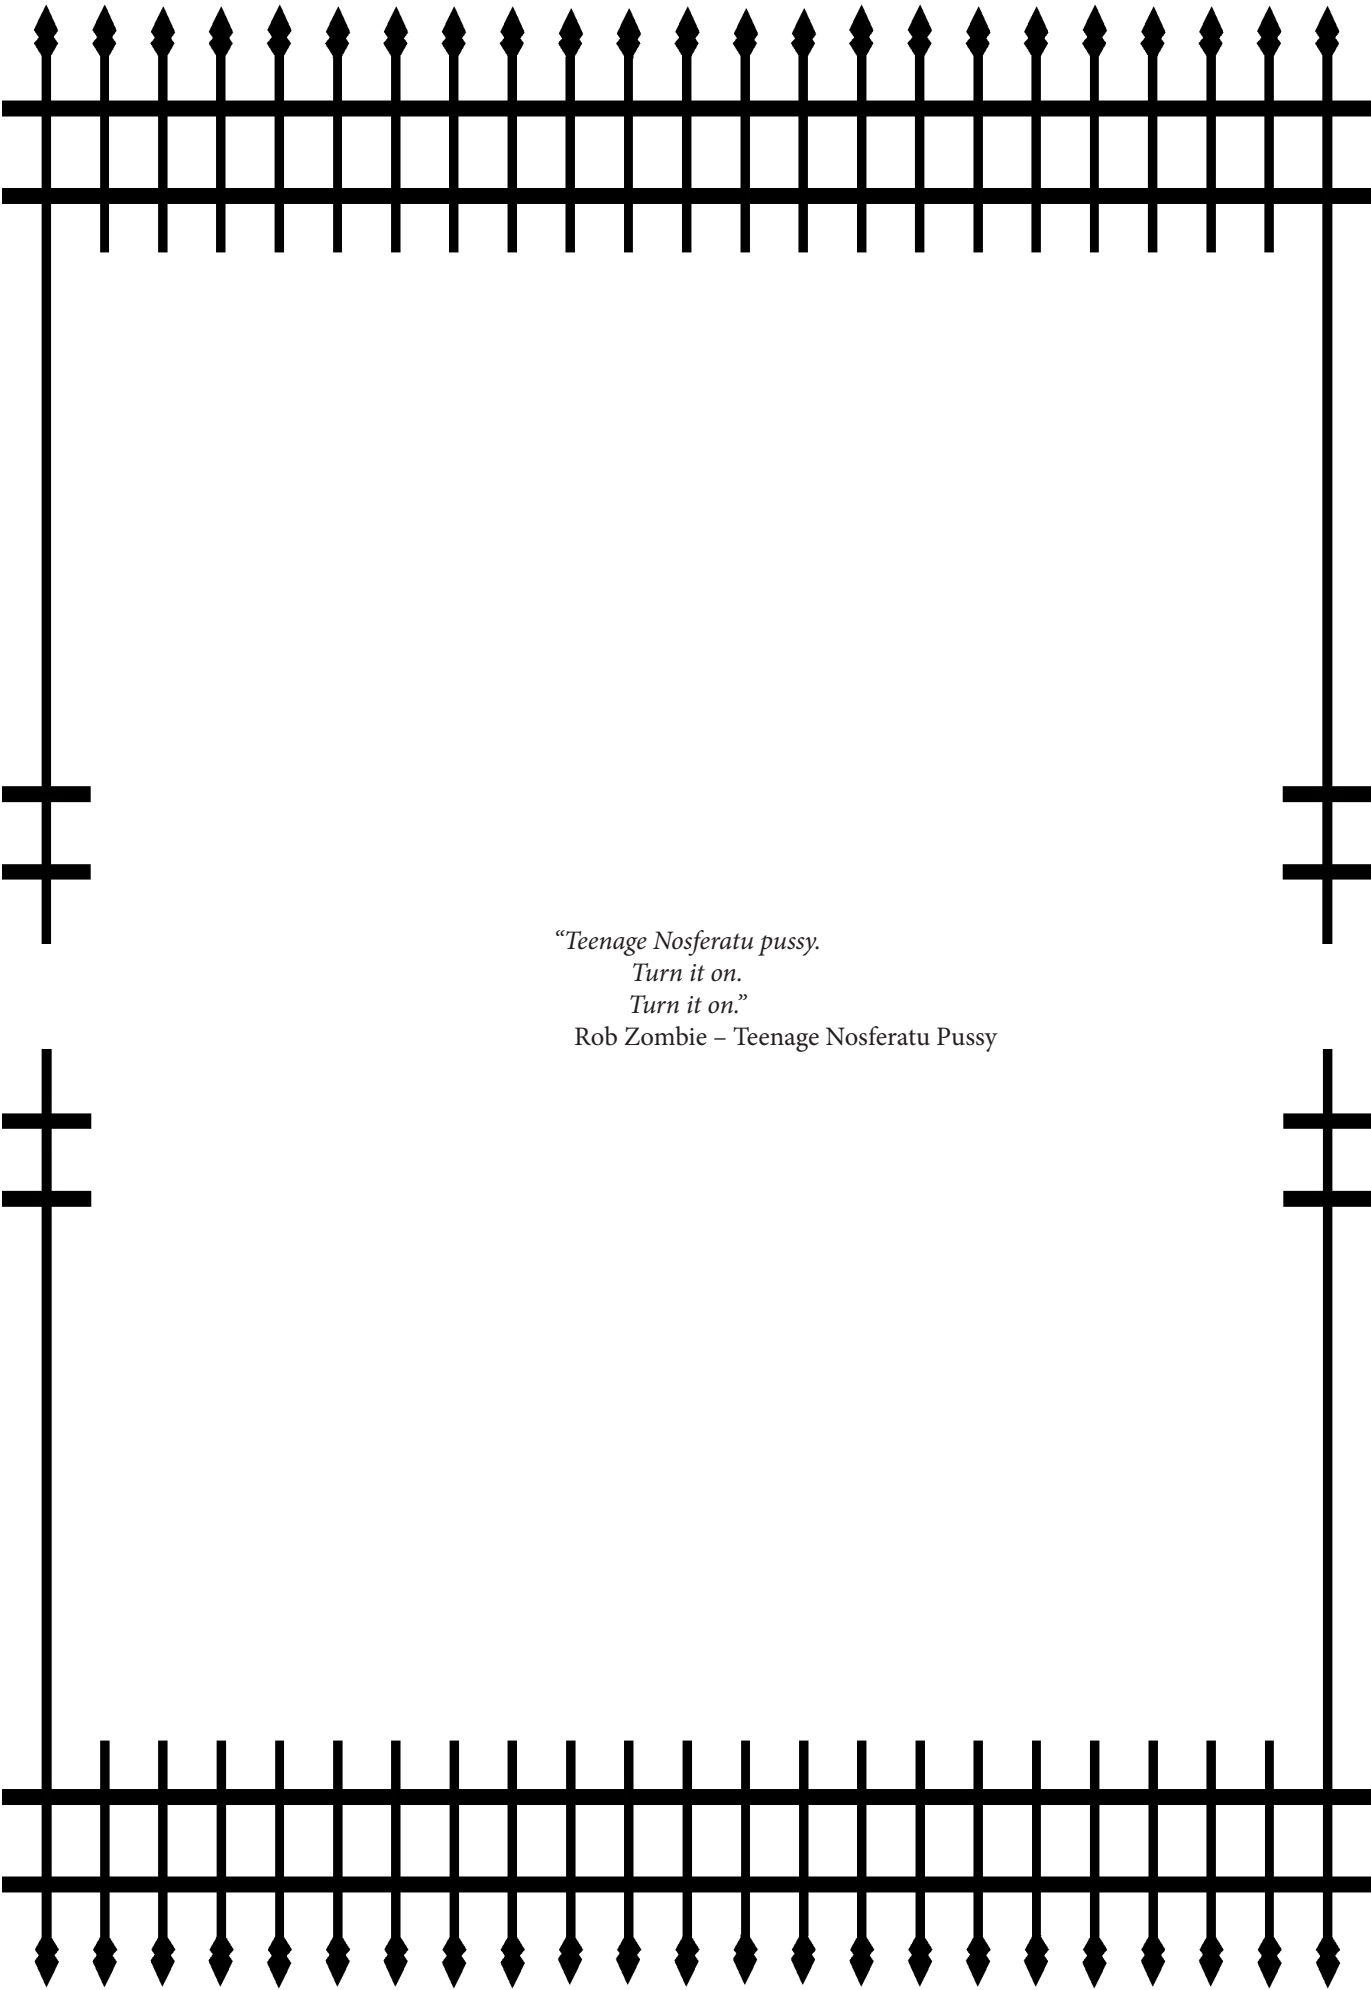 “Teenage Nosferatu pussy.
Turn it on.
Turn it on.”
Rob Zombie – Teenage Nosferatu Pussy